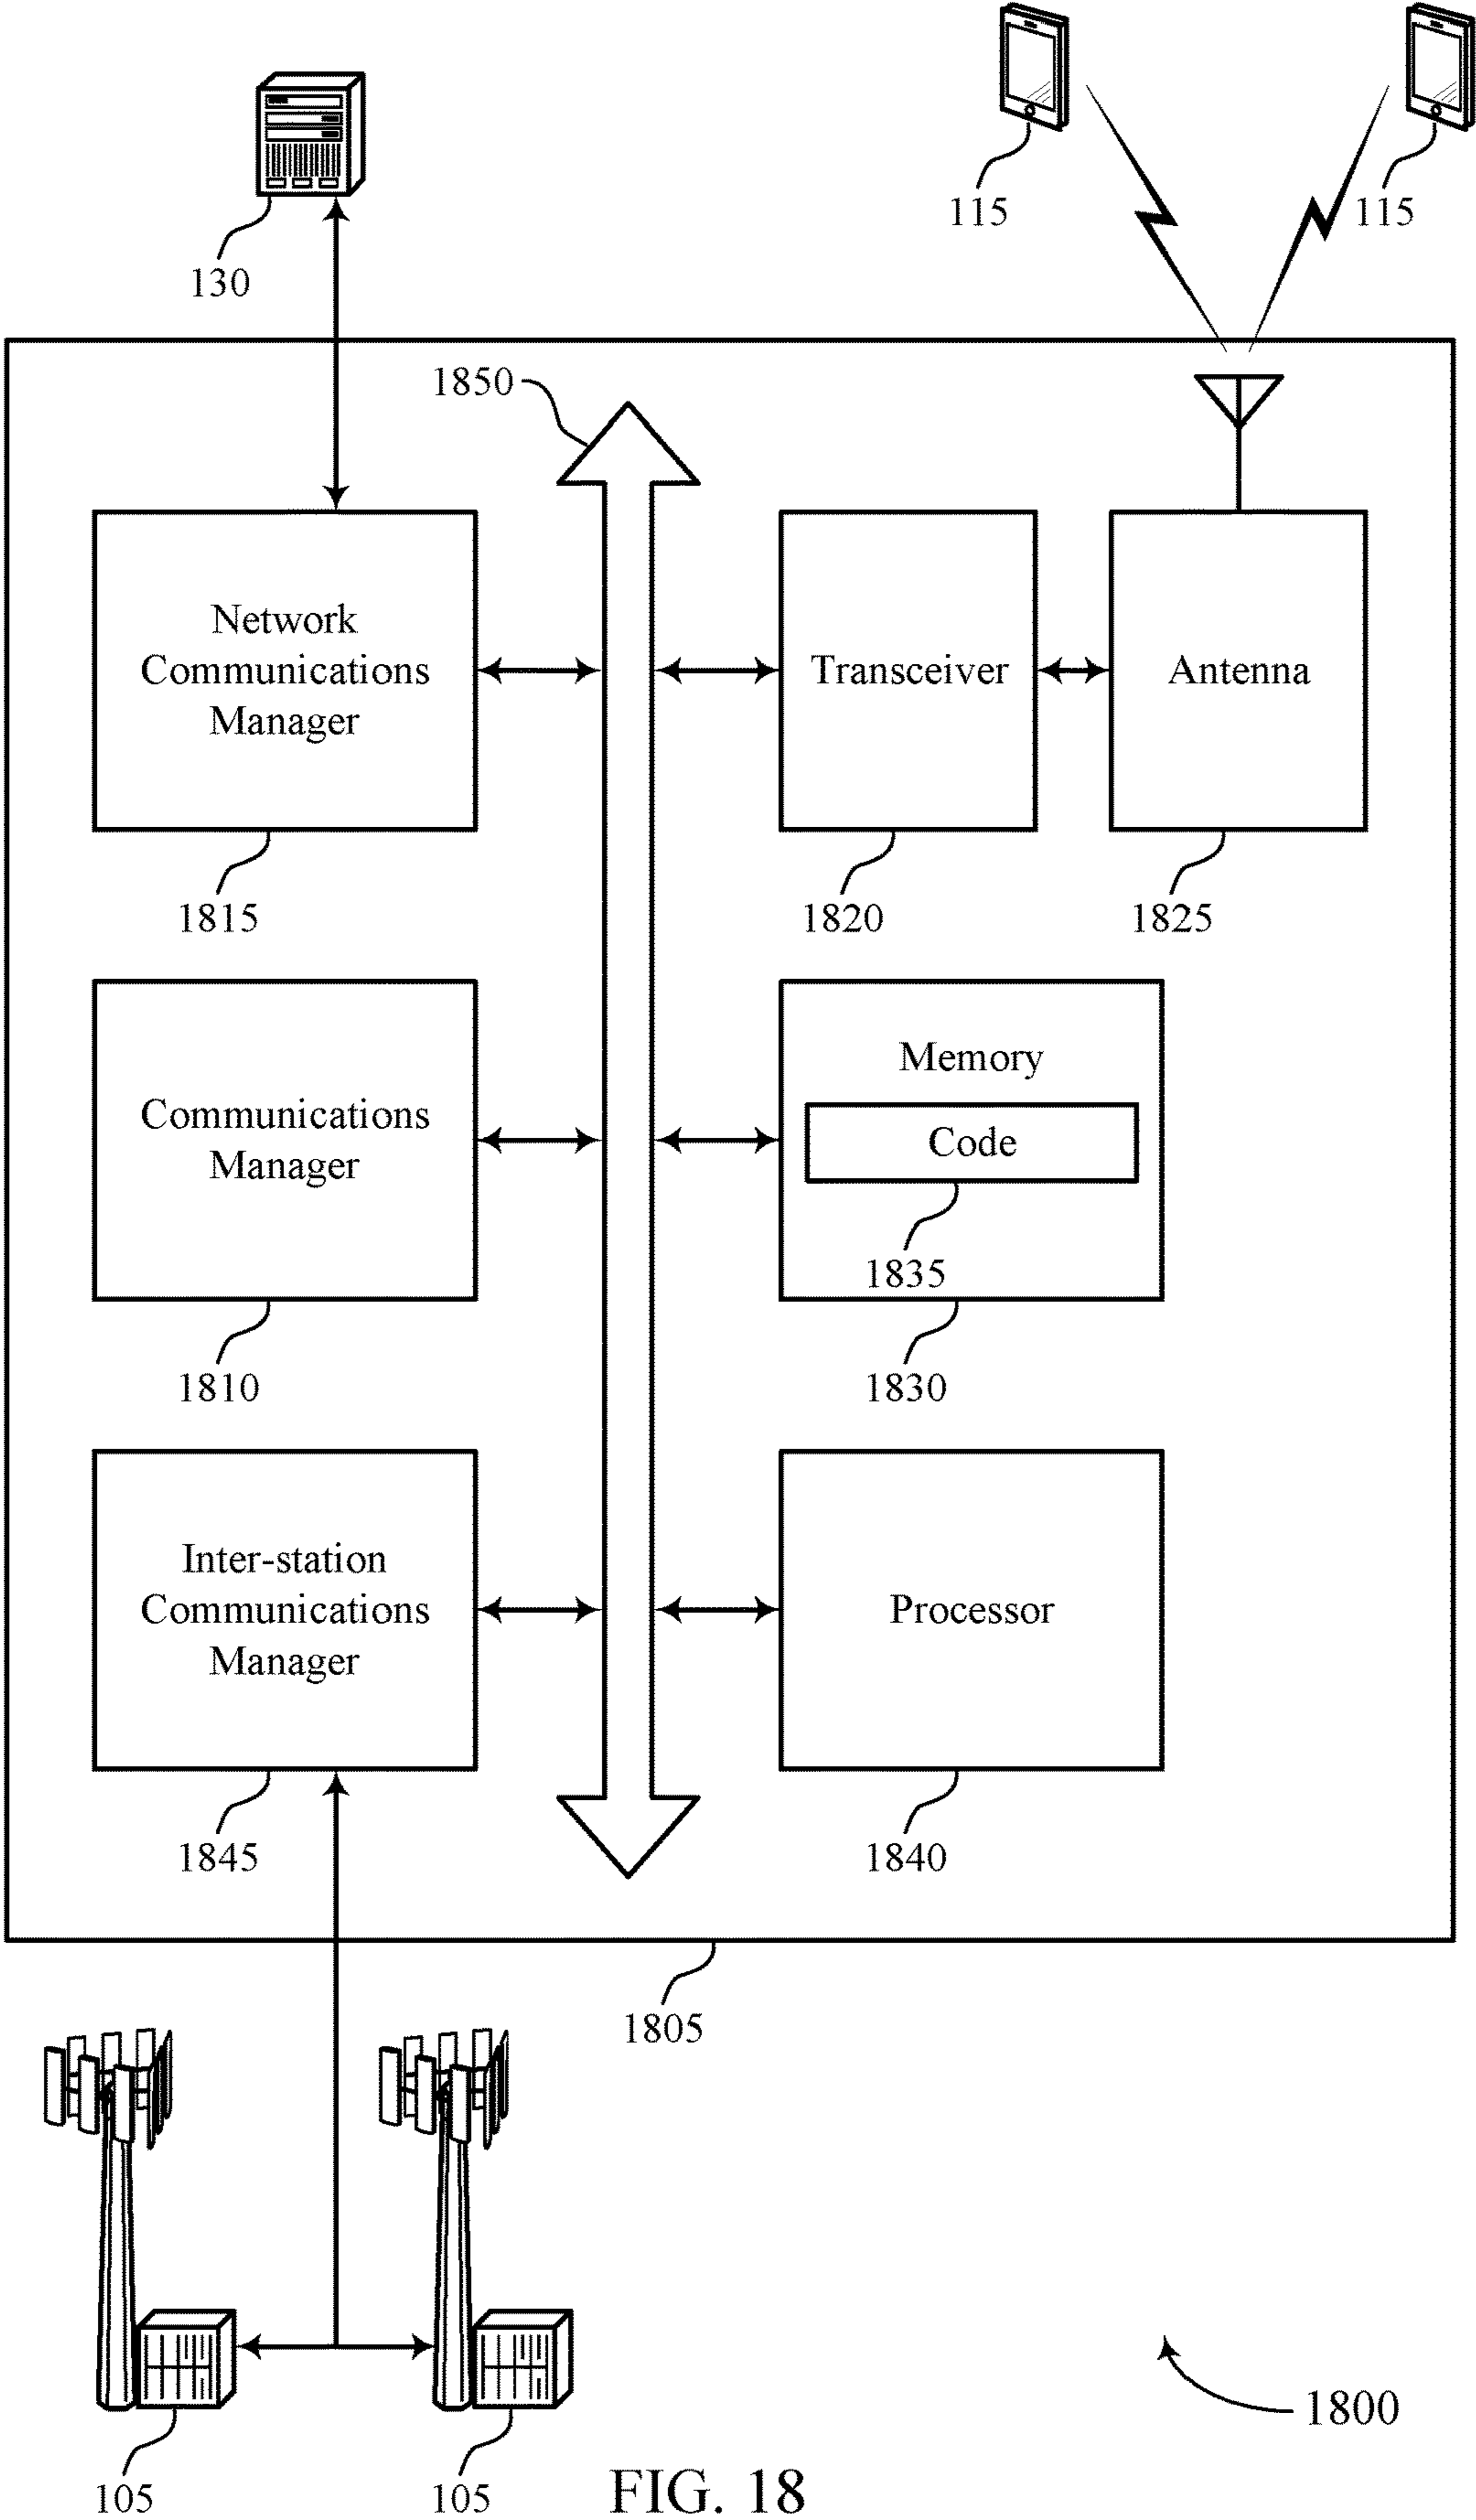 115
115
130
1850
Network
Communications
Manager
Transceiver
Antenna
1815
1820
1825
Communications
Manager
Memory
Code
1835
1810
1830
Inter-station
Communications
Manager
Processor
1845
1840
1805
1800
105
105
FIG. 18